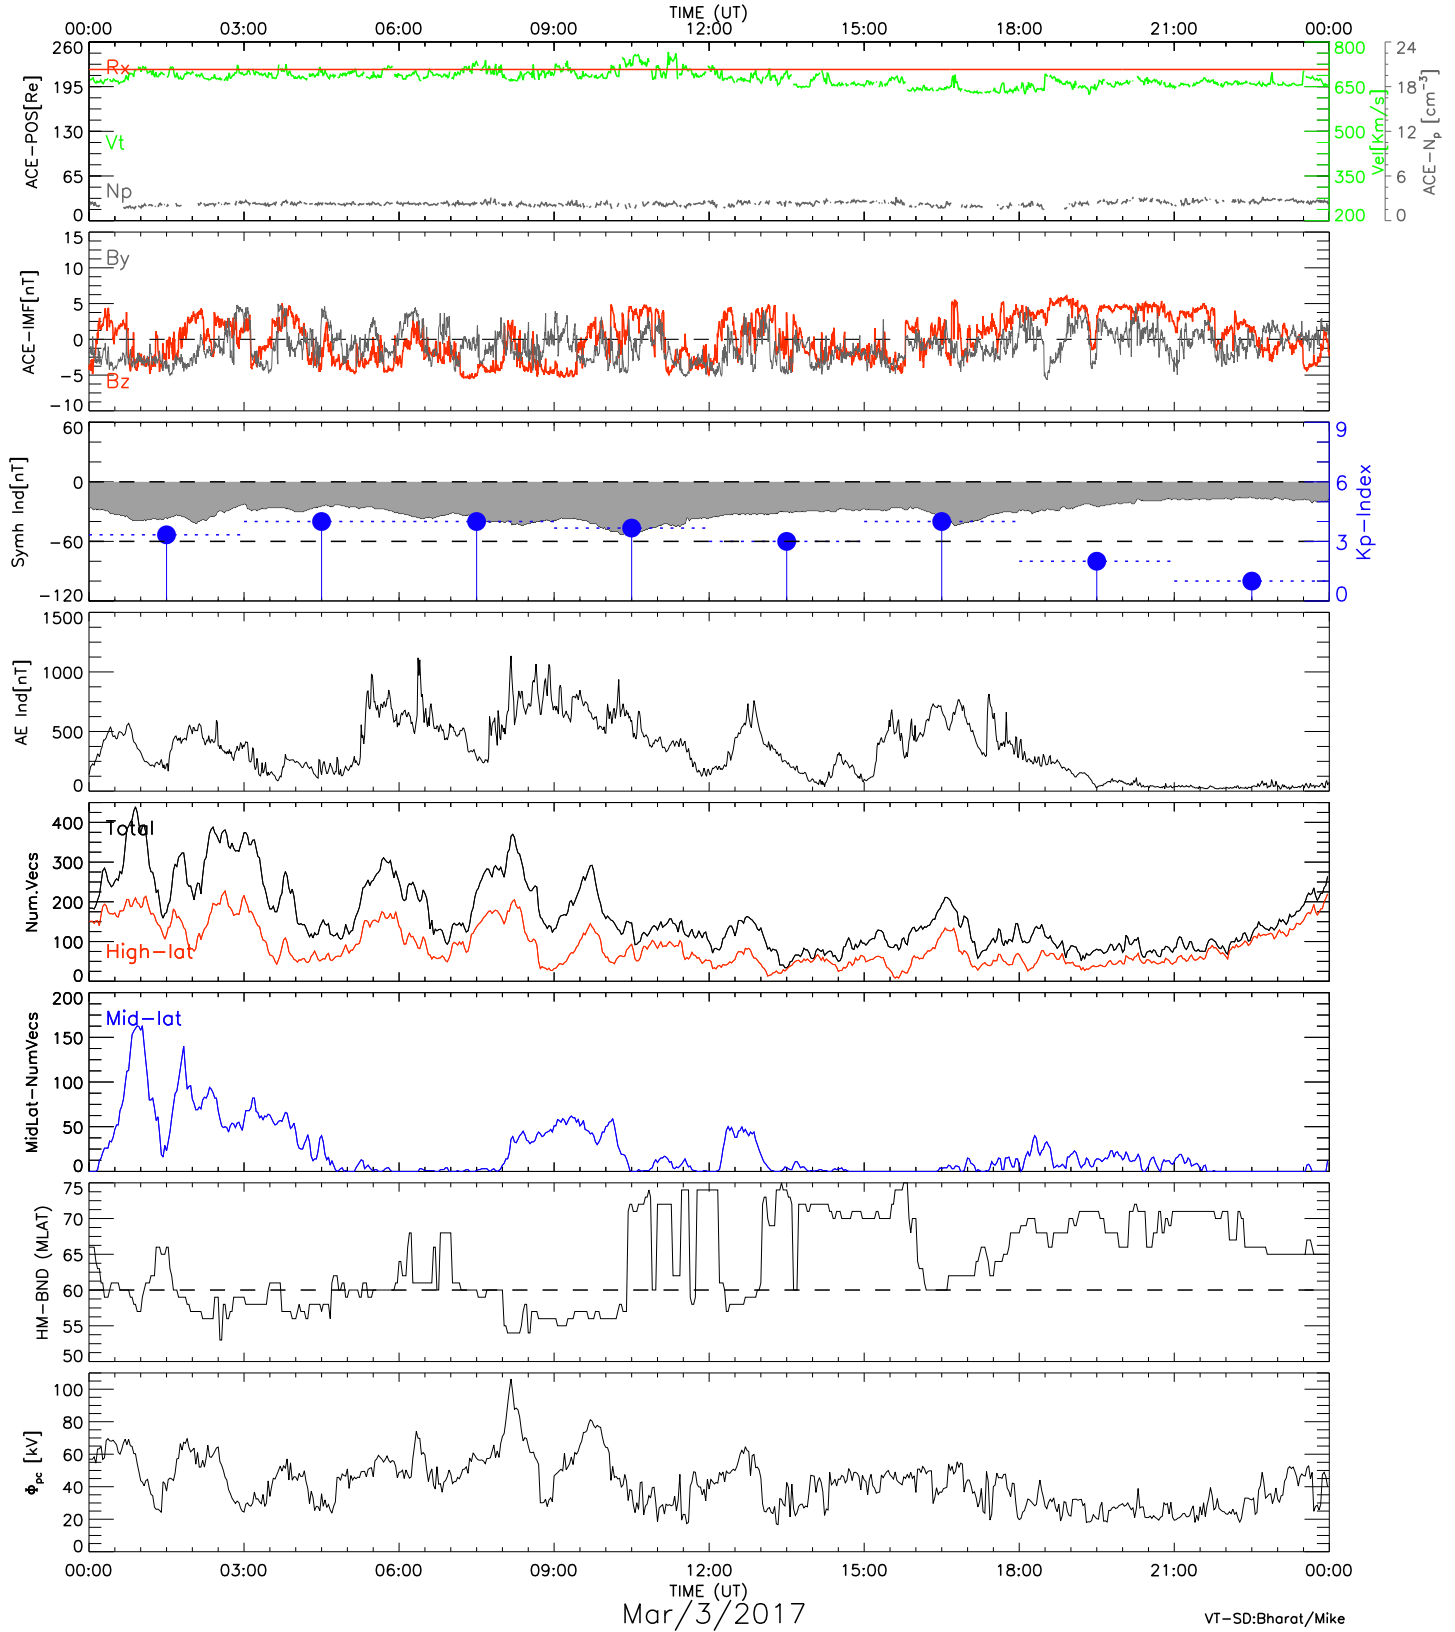 TIME (UT)
00:00 03:00 06:00 09:00 12:00 15:00 18:00 21:00 00:00
260 195 130 65 0
ACE-POS[Re]
Rx
Vt
Np
800 650 500 350 200
Vel[Km/s]
24 18 12 6 0
ACE-Np [cm-3]
15 10 5 0 -5 -10
ACE-IMF[nT]
By
Bz
60 0 -60 -120
Symh Ind[nT]
9 6 3 0
Kp-Index
1500 1000 500 0
AE Ind[nT]
400 300 200 100 0
Num.Vecs
Total
High-lat
200 150 100 50 0
MidLat-NumVecs
Mid-lat
75 70 65 60 55 50
HM-BND (MLAT)
100 80 60 40 20 0
Φpc [kV]
00:00 03:00 06:00 09:00 12:00 15:00 18:00 21:00 00:00
TIME (UT)
Mar/3/2017
VT-SD:Bharat/Mike